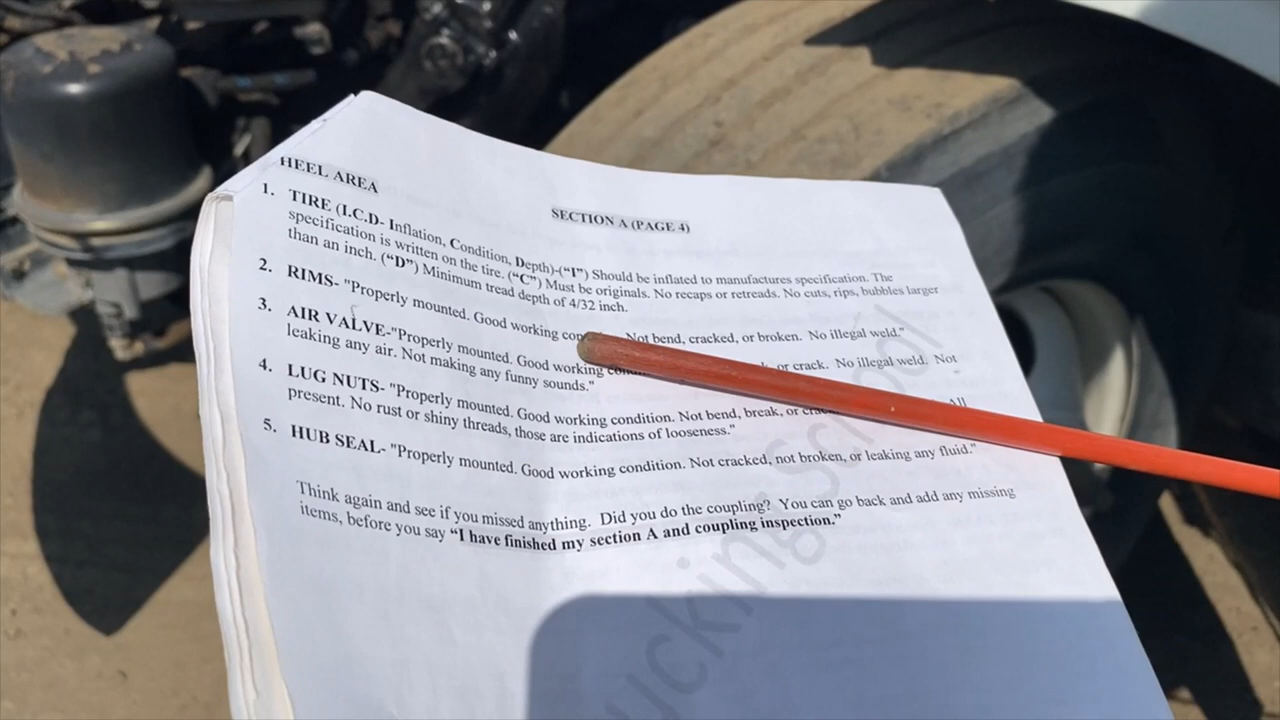 HEEL AREA
SECTION A (PAGE 4)
1. TIRE (I.C.D- Inflation, Condition, Depth)-(“I”) Should be inflated to manufactures specification. The
specification is written on the tire. (“C”) Must be originals. No recaps or retreads. No cuts, rips, bubbles larger
than an inch. (“D”) Minimum tread depth of 4/32 inch.
2. RIMS- "Properly mounted. Good working Not bend, cracked, or broken. No illegal weld."
3. AIR VALVE-"Properly mounted. Good working or crack. No illegal weld. Not
leaking any air. Not making any funny sounds."
4. LUG NUTS- "Properly mounted. Good working condition. Not bend, break, or All
present. No rust or shiny threads, those are indications of looseness."
5. HUB SEAL- "Properly mounted. Good working condition. Not cracked, not broken, or leaking any fluid."
Think again and see if you missed anything. Did you do the coupling? You can go back and add any missing
items, before you say “I have finished my section A and coupling inspection.”
ucking School